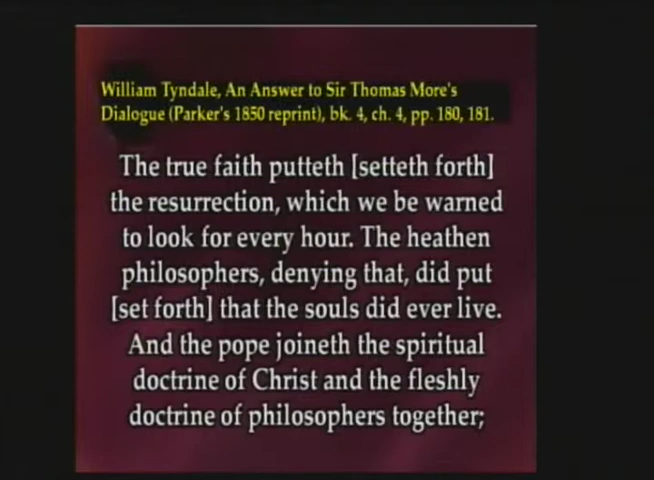 William Tyndale, An Answer to Sir Thomas More's
Dialogue (Parker's 1850 reprint), bk. 4, ch. 4, pp. 180, 181.
The true faith putteth [setteth forth]
the resurrection, which we be warned
to look for every hour. The heathen
philosophers, denying that, did put
[set forth] that the souls did ever live.
And the pope joineth the spiritual
doctrine of Christ and the fleshly
doctrine of philosophers together;